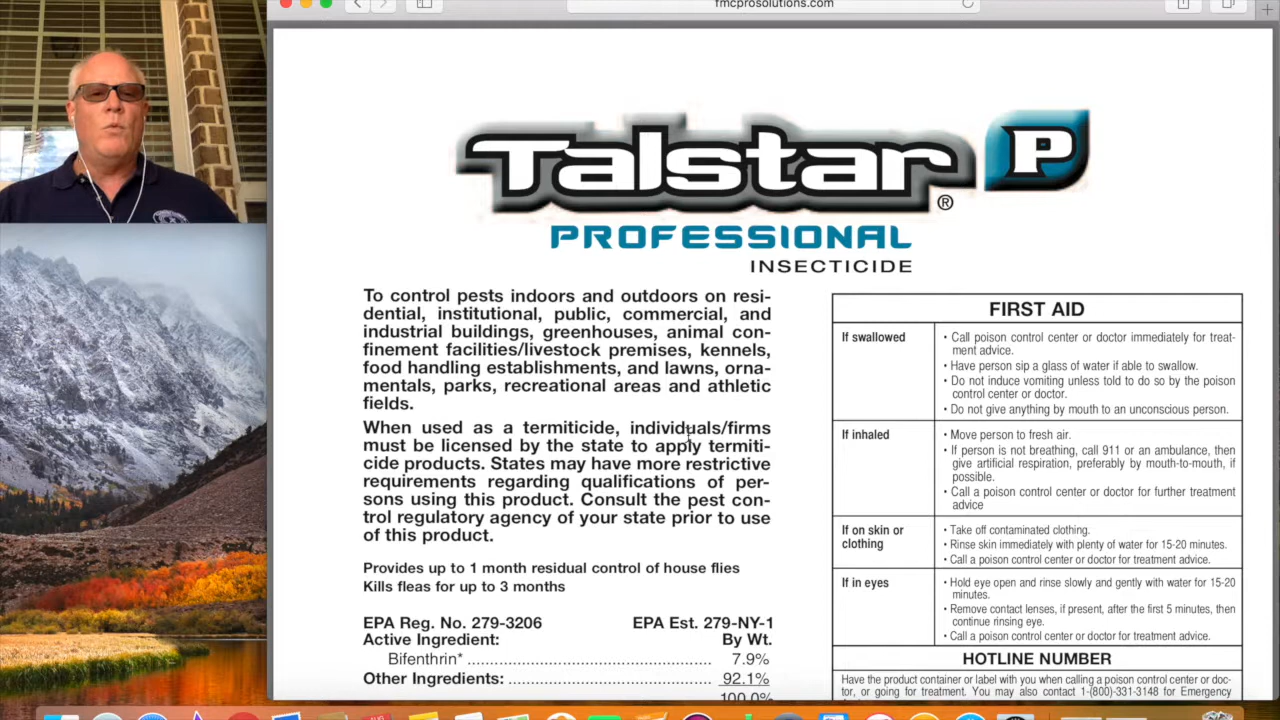 fmcprosolutions.com
Talstar P
®
PROFESSIONAL
INSECTICIDE
To control pests indoors and outdoors on resi-
dential, institutional, public, commercial, and
industrial buildings, greenhouses, animal con-
finement facilities/livestock premises, kennels,
food handling establishments, and lawns, orna-
mentals, parks, recreational areas and athletic
fields.
When used as a termiticide, individuals/firms
must be licensed by the state to apply termiti-
cide products. States may have more restrictive
requirements regarding qualifications of per-
sons using this product. Consult the pest con-
trol regulatory agency of your state prior to use
of this product.
Provides up to 1 month residual control of house flies
Kills fleas for up to 3 months
EPA Reg. No. 279-3206 EPA Est. 279-NY-1
Active Ingredient: By Wt.
Bifenthrin* ........................................................ 7.9%
Other Ingredients: .............................................. 92.1%
100.0%
FIRST AID
If swallowed
• Call poison control center or doctor immediately for treat-
ment advice.
• Have person sip a glass of water if able to swallow.
• Do not induce vomiting unless told to do so by the poison
control center or doctor.
• Do not give anything by mouth to an unconscious person.
If inhaled
• Move person to fresh air.
• If person is not breathing, call 911 or an ambulance, then
give artificial respiration, preferably by mouth-to-mouth, if
possible.
• Call a poison control center or doctor for further treatment
advice
If on skin or
clothing
• Take off contaminated clothing.
• Rinse skin immediately with plenty of water for 15-20 minutes.
• Call a poison control center or doctor for treatment advice.
If in eyes
• Hold eye open and rinse slowly and gently with water for 15-20
minutes.
• Remove contact lenses, if present, after the first 5 minutes, then
continue rinsing eye.
• Call a poison control center or doctor for treatment advice.
HOTLINE NUMBER
Have the product container or label with you when calling a poison control center or doc-
tor, or going for treatment. You may also contact 1-(800)-331-3148 for Emergency